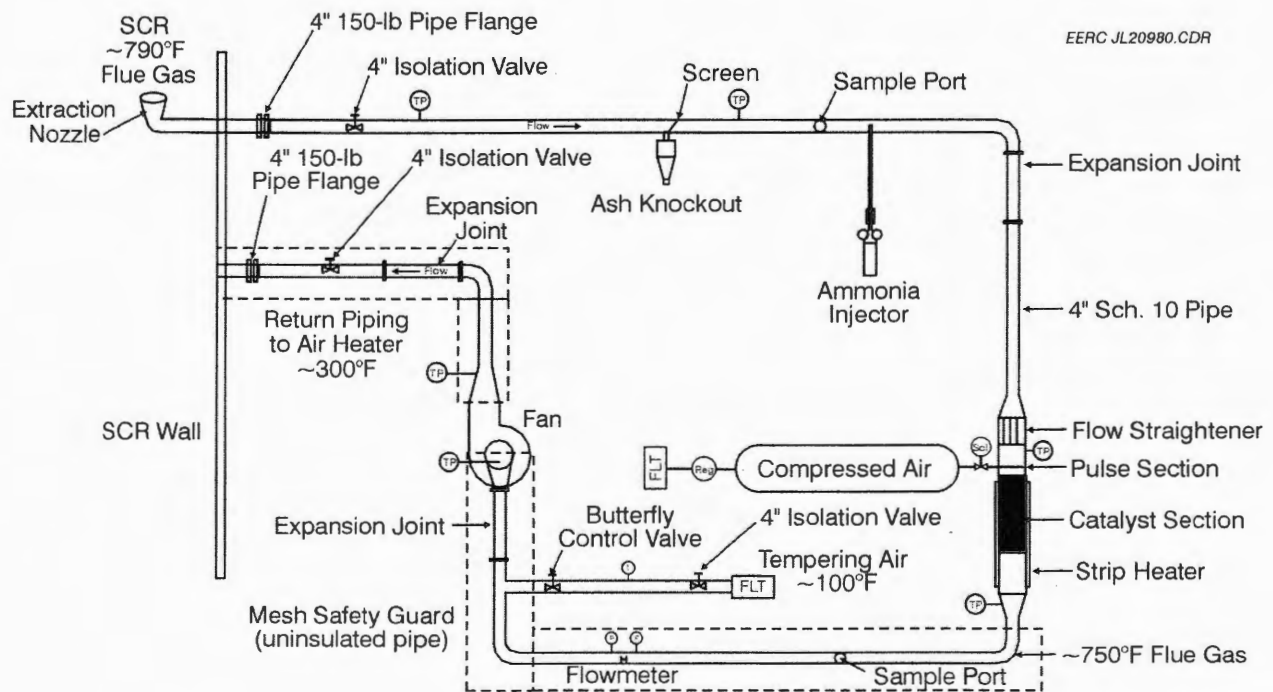 EERC JL20980.CDR
SCR
~790°F
Flue Gas
4" 150-lb Pipe Flange
4" Isolation Valve
Screen
Sample Port
Extraction
Nozzle
TP
TP
Flow
4" 150-lb
Pipe Flange
4" Isolation Valve
Expansion
Joint
Ash Knockout
Expansion Joint
Flow
Ammonia
Injector
4" Sch. 10 Pipe
Return Piping
to Air Heater
~300°F
TP
SCR Wall
Fan
Flow Straightener
TP
TP
FLT
Reg
Compressed Air
Sol
Pulse Section
Expansion Joint
Butterfly
Control Valve
4" Isolation Valve
Catalyst Section
Tempering Air
~100°F
FLT
Strip Heater
TP
Mesh Safety Guard
(uninsulated pipe)
~750°F Flue Gas
Flowmeter
Sample Port